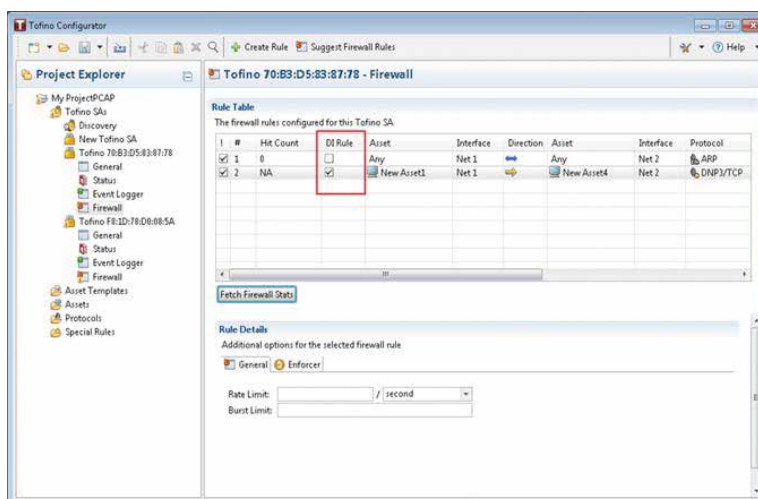 Tofino Configurator
Create Rule Suggest Firewall Rules Help
Project Explorer
My ProjectPCAP
Tofino SAs
Discovery
New Tofino SA
Tofino 70:B3:D5:83:87:78
General
Status
Event Logger
Firewall
Tofino F8:1D:78:D0:08:5A
General
Status
Event Logger
Firewall
Asset Templates
Assets
Protocols
Special Rules
Tofino 70:B3:D5:83:87:78 - Firewall
Rule Table
The firewall rules configured for this Tofino SA
! # Hit Count DI Rule Asset Interface Direction Asset Interface Protocol
1 0 Any Net 1 Any Net 2 ARP
2 NA New Asset1 Net 1 New Asset4 Net 2 DNP3/TCP
Fetch Firewall Stats
Rule Details
Additional options for the selected firewall rule
General Enforcer
Rate Limit: / second
Burst Limit: